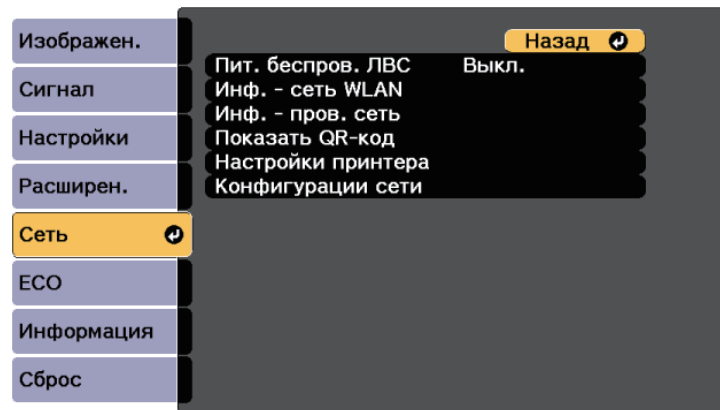 Изображен.
Сигнал
Настройки
Расширен.
Сеть
ECO
Информация
Сброс
Назад
Пит. беспров. ЛВС Выкл.
Инф. - сеть WLAN
Инф. - пров. сеть
Показать QR-код
Настройки принтера
Конфигурации сети